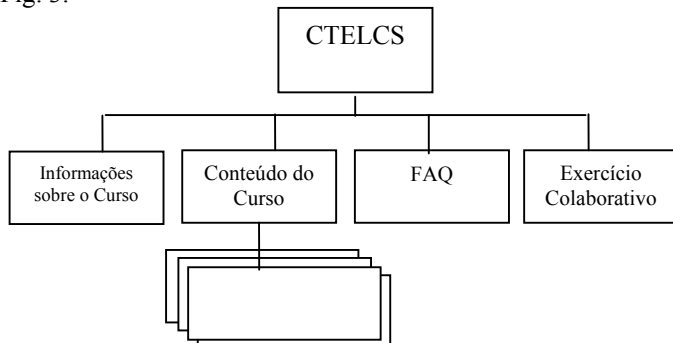 Fig. 3.
CTELCS
Informações
sobre o Curso
Conteúdo do
Curso
FAQ
Exercício
Colaborativo